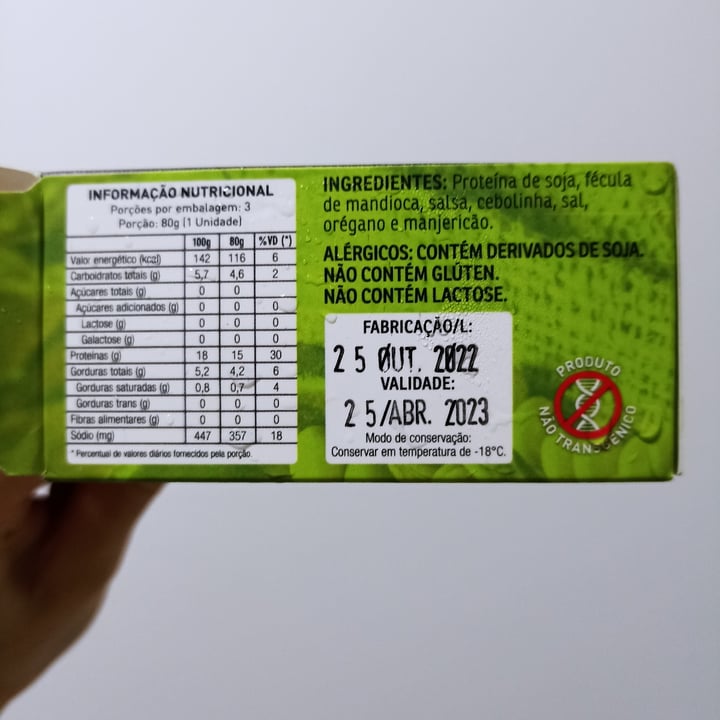 INFORMAÇÃO NUTRICIONAL
Porções por embalagem: 3
Porção: 80g (1 Unidade)
100g 80g %VD (*)
Valor energético (kcal) 142 116 6
Carboidratos totais (g) 5,7 4,6 2
Açúcares totais (g) 0 0
Açúcares adicionados (g) 0 0 0
Lactose (g) 0 0 0
Galactose (g) 0 0 0
Proteínas (g) 18 15 30
Gorduras totais (g) 5,2 4,2 6
Gorduras saturadas (g) 0,8 0,7 4
Gorduras trans (g) 0 0 0
Fibras alimentares (g) 0 0 0
Sódio (mg) 447 357 18
* Percentual de valores diários fornecidos pela porção.
INGREDIENTES: Proteína de soja, fécula
de mandioca, salsa, cebolinha, sal,
orégano e manjericão.
ALÉRGICOS: CONTÉM DERIVADOS DE SOJA.
NÃO CONTÉM GLÚTEN.
NÃO CONTÉM LACTOSE.
FABRICAÇÃO/L:
25 OUT. 2022
VALIDADE:
25/ABR. 2023
Modo de conservação:
Conservar em temperatura de -18°C.
PRODUTO
NÃO TRANSGÊNICO